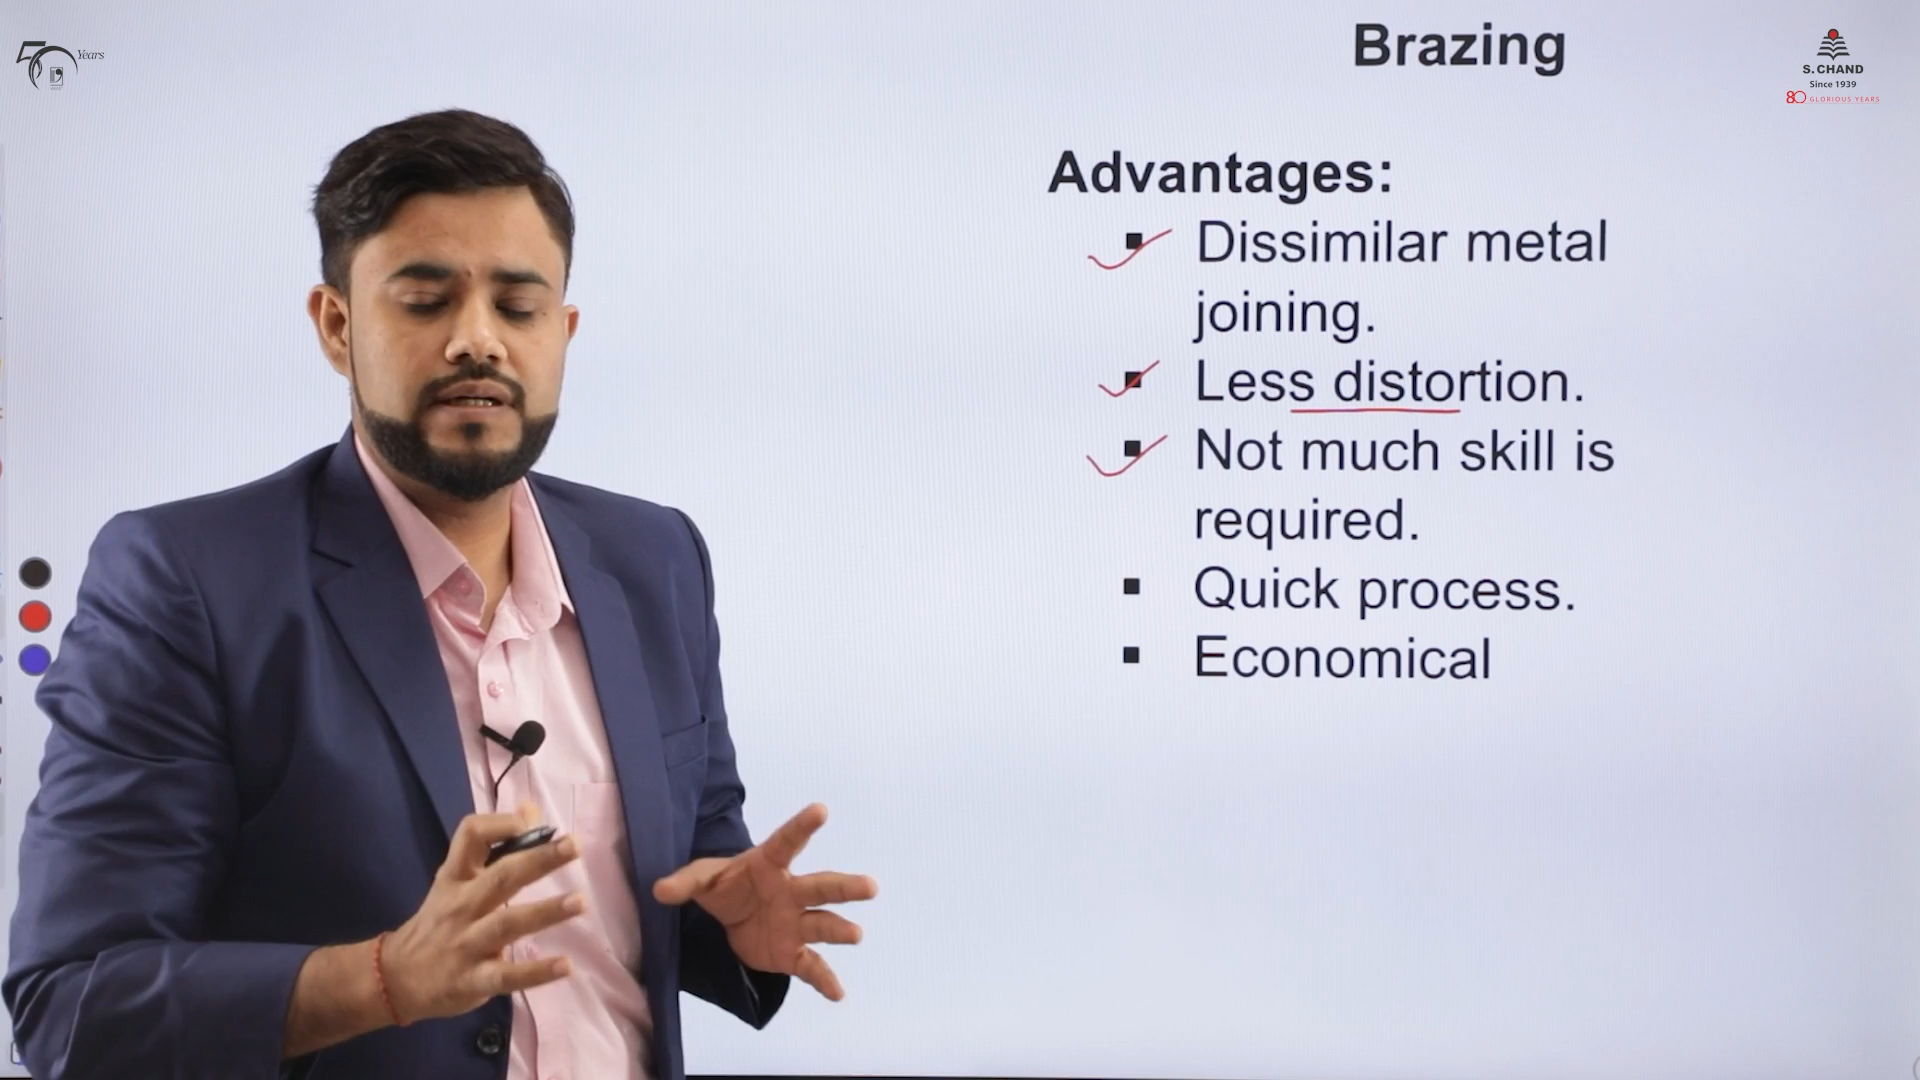 50 Years
Brazing
S. CHAND
Since 1939
80 GLORIOUS YEARS
Advantages:
▪ Dissimilar metal
joining.
▪ Less distortion.
▪ Not much skill is
required.
▪ Quick process.
▪ Economical